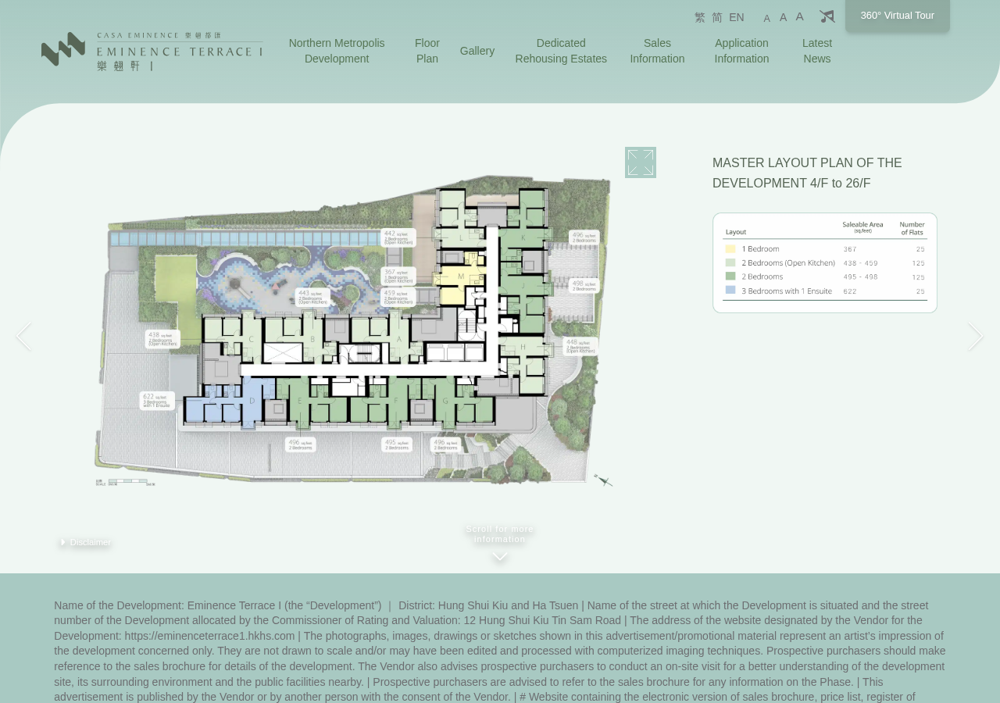 繁 简 EN A A A 360° Virtual Tour
CASA EMINENCE 樂翹都匯
EMINENCE TERRACE I
樂翹軒 I
Northern Metropolis
Development
Floor
Plan
Gallery
Dedicated
Rehousing Estates
Sales
Information
Application
Information
Latest
News
MASTER LAYOUT PLAN OF THE
DEVELOPMENT 4/F to 26/F
Layout Saleable Area (sq.feet) Number of Flats
1 Bedroom 367 25
2 Bedrooms (Open Kitchen) 438 - 459 125
2 Bedrooms 495 - 498 125
3 Bedrooms with 1 Ensuite 622 25
442 sq.feet
2 Bedrooms
(Open Kitchen)
L
K
496 sq.feet
2 Bedrooms
367 sq.feet
1 Bedroom
(Open Kitchen)
M
J
498 sq.feet
2 Bedrooms
443 sq.feet
2 Bedrooms
(Open Kitchen)
459 sq.feet
2 Bedrooms
(Open Kitchen)
438 sq.feet
2 Bedrooms
(Open Kitchen)
C
B
A
H
448 sq.feet
2 Bedrooms
(Open Kitchen)
622 sq.feet
3 Bedrooms
with 1 Ensuite
D
E
F
G
496 sq.feet
2 Bedrooms
495 sq.feet
2 Bedrooms
496 sq.feet
2 Bedrooms
N
Disclaimer
Scroll for more
information
Name of the Development: Eminence Terrace I (the “Development”) ｜ District: Hung Shui Kiu and Ha Tsuen | Name of the street at which the Development is situated and the street
number of the Development allocated by the Commissioner of Rating and Valuation: 12 Hung Shui Kiu Tin Sam Road | The address of the website designated by the Vendor for the
Development: https://eminenceterrace1.hkhs.com | The photographs, images, drawings or sketches shown in this advertisement/promotional material represent an artist’s impression of
the development concerned only. They are not drawn to scale and/or may have been edited and processed with computerized imaging techniques. Prospective purchasers should make
reference to the sales brochure for details of the development. The Vendor also advises prospective purchasers to conduct an on-site visit for a better understanding of the development
site, its surrounding environment and the public facilities nearby. | Prospective purchasers are advised to refer to the sales brochure for any information on the Phase. | This
advertisement is published by the Vendor or by another person with the consent of the Vendor. | # Website containing the electronic version of sales brochure, price list, register of